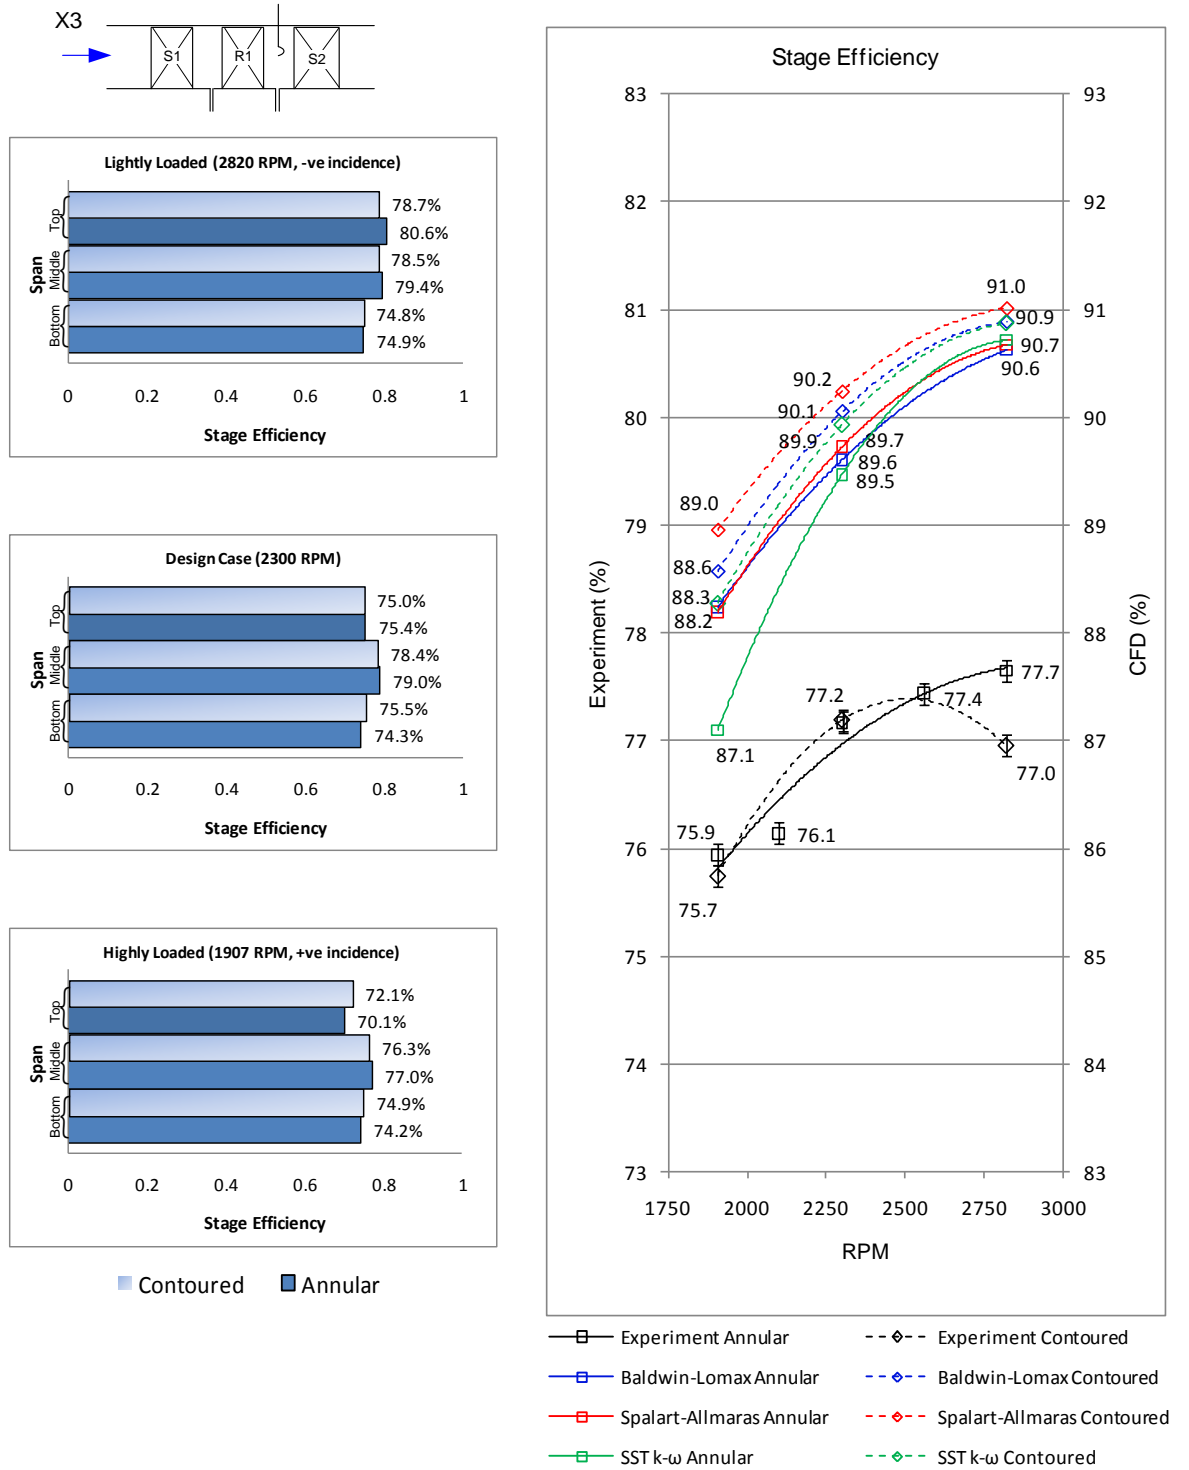 X3
S1 R1 S2
Lightly Loaded (2820 RPM, -ve incidence)
Span
Top
Middle
Bottom
78.7%
80.6%
78.5%
79.4%
74.8%
74.9%
0 0.2 0.4 0.6 0.8 1
Stage Efficiency
Design Case (2300 RPM)
Span
Top
Middle
Bottom
75.0%
75.4%
78.4%
79.0%
75.5%
74.3%
0 0.2 0.4 0.6 0.8 1
Stage Efficiency
Highly Loaded (1907 RPM, +ve incidence)
Span
Top
Middle
Bottom
72.1%
70.1%
76.3%
77.0%
74.9%
74.2%
0 0.2 0.4 0.6 0.8 1
Stage Efficiency
Contoured Annular
Stage Efficiency
Experiment (%)
83
82
81
80
79
78
77
76
75
74
73
CFD (%)
93
92
91
90
89
88
87
86
85
84
83
91.0
90.9
90.7
90.6
90.2
90.1
89.9
89.7
89.6
89.5
89.0
88.6
88.3
88.2
87.1
77.2
77.4
77.7
77.0
75.9
76.1
75.7
1750 2000 2250 2500 2750 3000
RPM
Experiment Annular Experiment Contoured
Baldwin-Lomax Annular Baldwin-Lomax Contoured
Spalart-Allmaras Annular Spalart-Allmaras Contoured
SST k-ω Annular SST k-ω Contoured